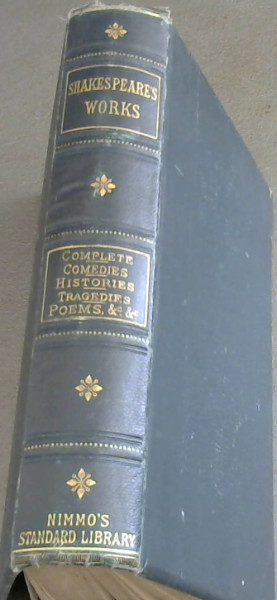 SHAKESPEARE'S
WORKS
COMPLETE
COMEDIES
HISTORIES
TRAGEDIES
POEMS, &c &c
NIMMO'S
STANDARD LIBRARY